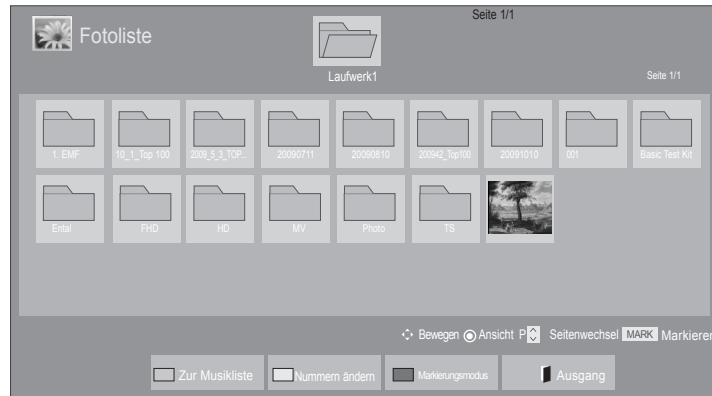 Seite 1/1
Fotoliste
Laufwerk1
Seite 1/1
1. EMF
10_1_Top 100
2009_5_3_TOP...
20090711
20090810
200942_Top100
20091010
001
Basic Test Kit
Ental
FHD
HD
MV
Photo
TS
Bewegen Ansicht P Seitenwechsel MARK Markieren
Zur Musikliste Nummern ändern Markierungsmodus Ausgang